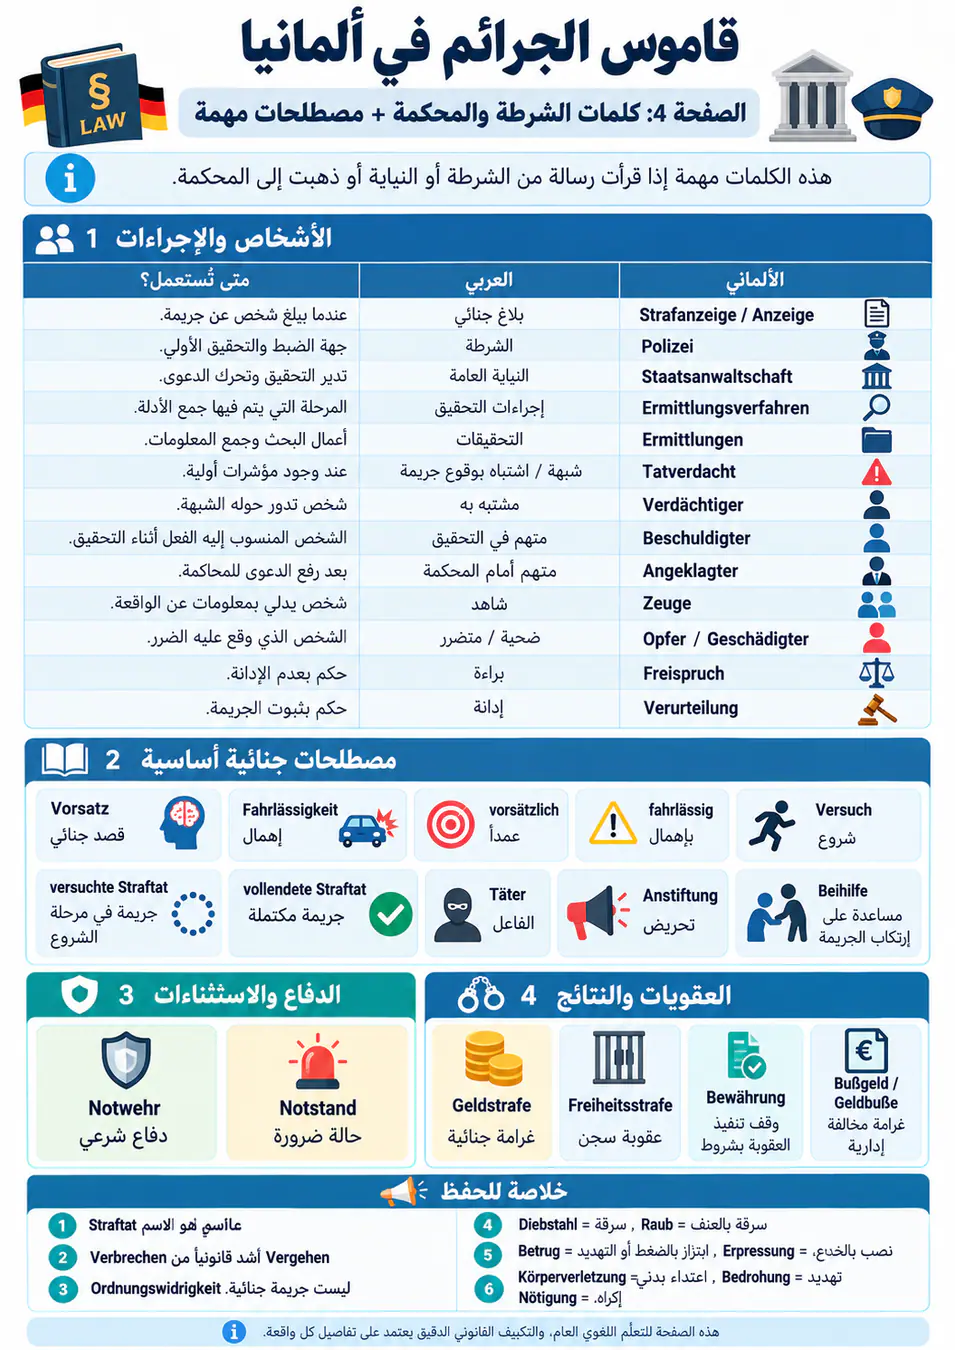 قاموس الجرائم في ألمانيا
§
LAW
الصفحة 4: كلمات الشرطة والمحكمة + مصطلحات مهمة
هذه الكلمات مهمة إذا قرأت رسالة من الشرطة أو النيابة أو ذهبت إلى المحكمة.
1 الأشخاص والإجراءات
الألماني العربي متى تُستعمل؟
Strafanzeige / Anzeige بلاغ جنائي عندما يبلغ شخص عن جريمة.
Polizei الشرطة جهة الضبط والتحقيق الأولي.
Staatsanwaltschaft النيابة العامة تدير التحقيق وتحرك الدعوى.
Ermittlungsverfahren إجراءات التحقيق المرحلة التي يتم فيها جمع الأدلة.
Ermittlungen التحقيقات أعمال البحث وجمع المعلومات.
Tatverdacht شبهة / اشتباه بوقوع جريمة عند وجود مؤشرات أولية.
Verdächtiger مشتبه به شخص تدور حوله الشبهة.
Beschuldigter متهم في التحقيق الشخص المنسوب إليه الفعل أثناء التحقيق.
Angeklagter متهم أمام المحكمة بعد رفع الدعوى للمحاكمة.
Zeuge شاهد شخص يدلي بمعلومات عن الواقعة.
Opfer / Geschädigter ضحية / متضرر الشخص الذي وقع عليه الضرر.
Freispruch براءة حكم بعدم الإدانة.
Verurteilung إدانة حكم بثبوت الجريمة.
2 مصطلحات جنائية أساسية
Vorsatz
قصد جنائي
Fahrlässigkeit
إهمال
vorsätzlich
عمداً
fahrlässig
بإهمال
Versuch
شروع
versuchte Straftat
جريمة في مرحلة
الشروع
vollendete Straftat
جريمة مكتملة
Täter
الفاعل
Anstiftung
تحريض
Beihilfe
مساعدة على
إرتكاب الجريمة
3 الدفاع والاستثناءات
Notwehr
دفاع شرعي
Notstand
حالة ضرورة
4 العقوبات والنتائج
Geldstrafe
غرامة جنائية
Freiheitsstrafe
عقوبة سجن
Bewährung
وقف تنفيذ
العقوبة بشروط
€
Bußgeld /
Geldbuße
غرامة مخالفة
إدارية
خلاصة للحفظ
1 Straftat هو الاسم
2 Verbrechen أشد قانونياً من Vergehen
3 Ordnungswidrigkeit ليست جريمة جنائية.
4 Diebstahl = سرقة , Raub = سرقة بالعنف
5 Betrug = ابتزاز بالضغط أو التهديد , Erpressung = نصب
6 Körperverletzung = اعتداء بدني , Bedrohung = تهديد
Nötigung = إكراه.
هذه الصفحة للتعلّم اللغوي العام، والتكييف القانوني الدقيق يعتمد على تفاصيل كل واقعة.